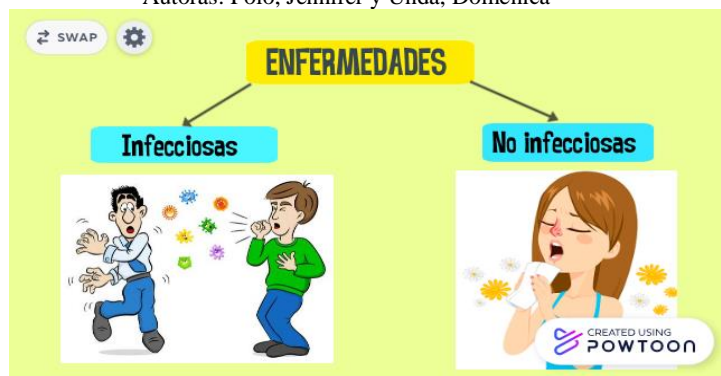 Autoras: Polo, Jennifer y Unda, Doménica
SWAP
ENFERMEDADES
Infecciosas
No infecciosas
CREATED USING
POWTOON